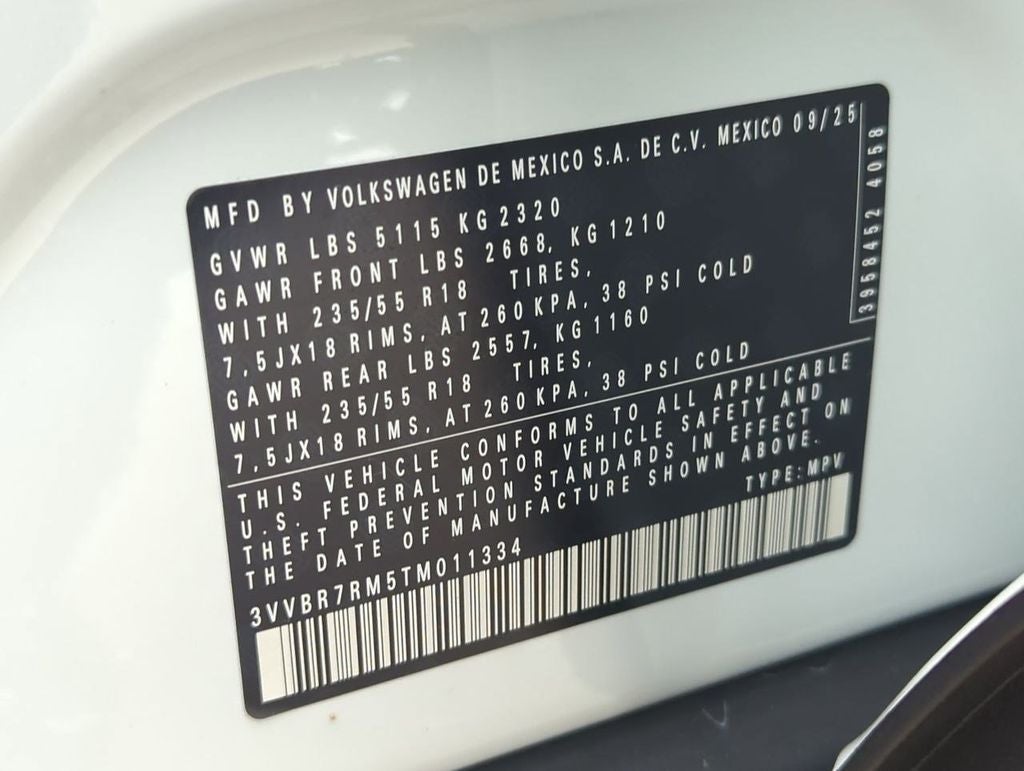 MFD BY VOLKSWAGEN DE MEXICO S.A. DE C.V. MEXICO 09/25
GVWR LBS 5115 KG 2320
GAWR FRONT LBS 2668, KG 1210
WITH 235/55 R18 TIRES,
7,5JX18 RIMS, AT 260KPA, 38 PSI COLD
GAWR REAR LBS 2557, KG 1160
WITH 235/55 R18 TIRES,
7,5JX18 RIMS, AT 260KPA, 38 PSI COLD
3958452 4058
THIS VEHICLE CONFORMS TO ALL APPLICABLE
U.S. FEDERAL MOTOR VEHICLE SAFETY AND
THEFT PREVENTION STANDARDS IN EFFECT ON
THE DATE OF MANUFACTURE SHOWN ABOVE.
3VVBR7RM5TM011334 TYPE: MPV